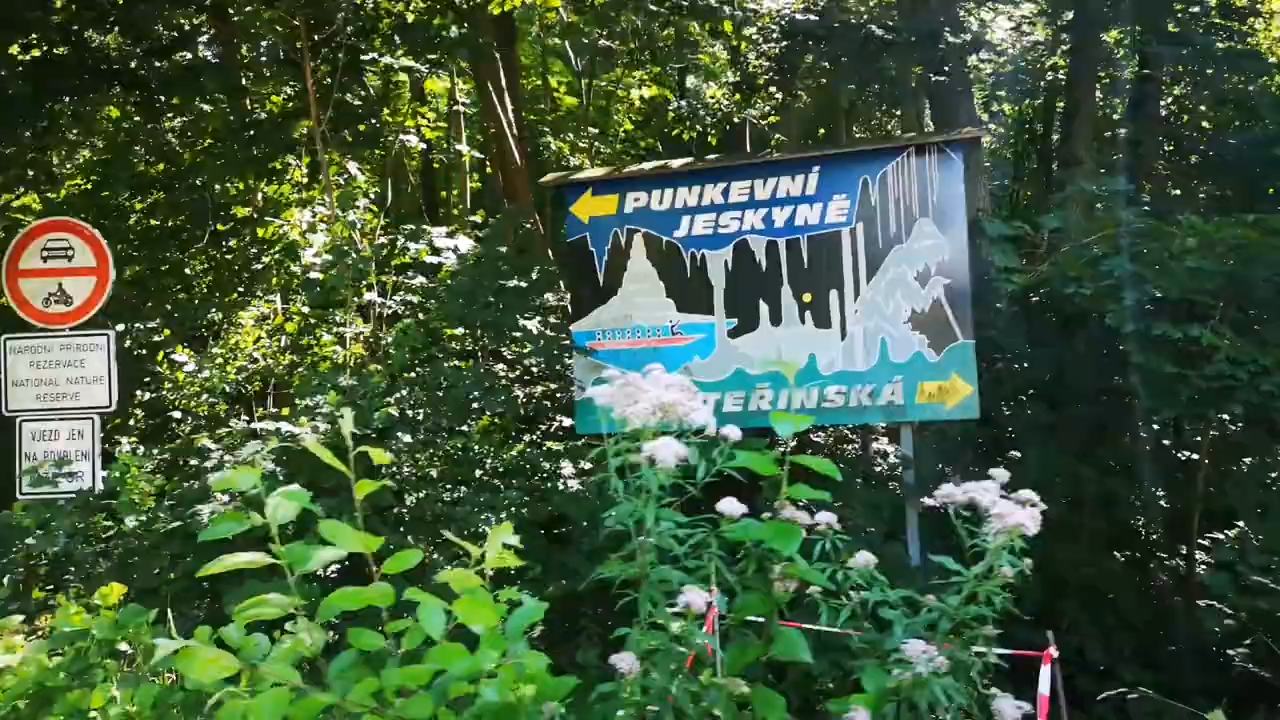 PUNKEVNÍ
JESKYNĚ
TEŘINSKÁ
NÁRODNÍ PŘÍRODNÍ
REZERVACE
NATIONAL NATURE
RESERVE
VJEZD JEN
NA POVOLENÍ